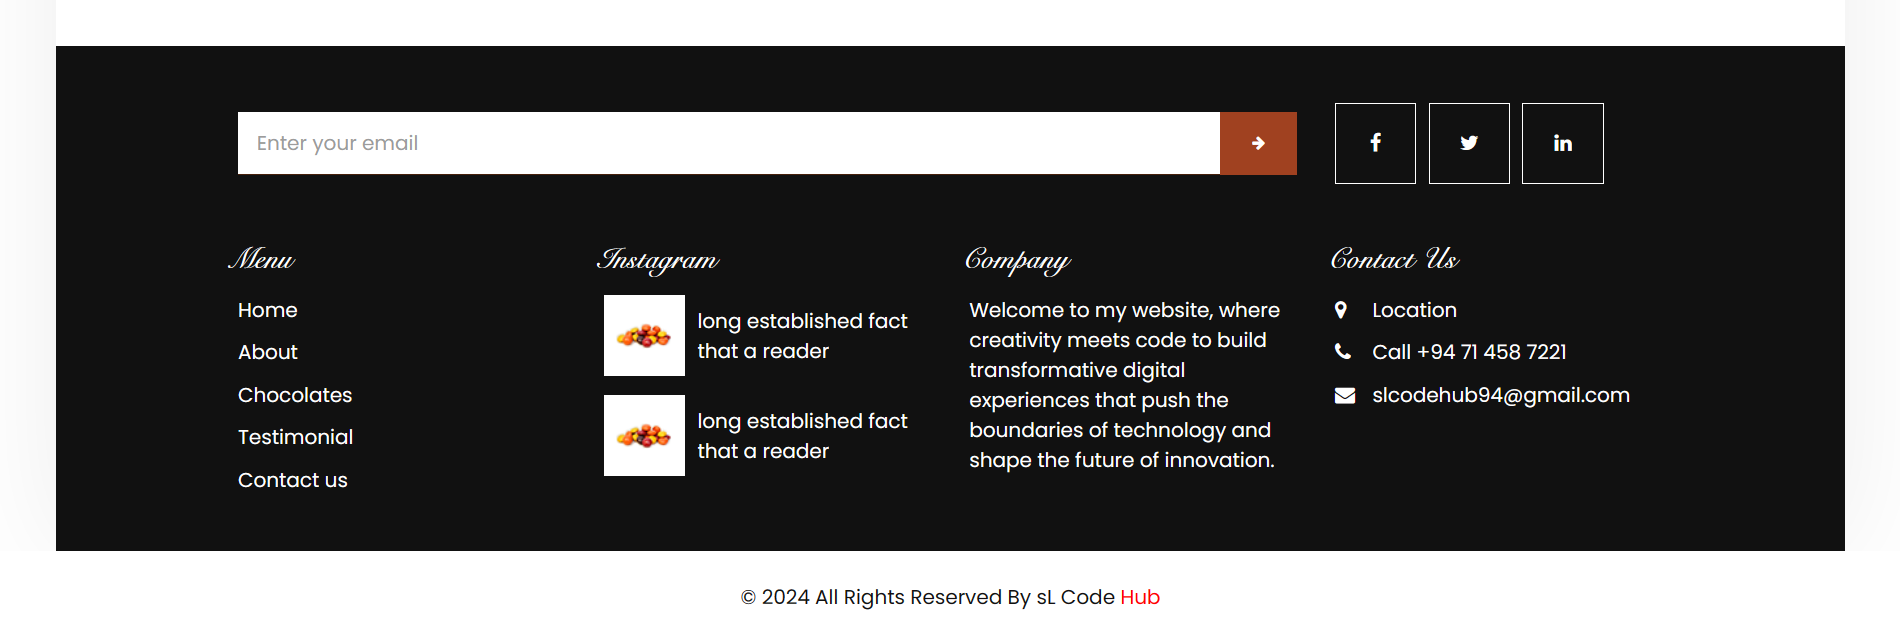 Enter your email
Menu
Home
About
Chocolates
Testimonial
Contact us
Instagram
long established fact
that a reader
long established fact
that a reader
Company
Welcome to my website, where
creativity meets code to build
transformative digital
experiences that push the
boundaries of technology and
shape the future of innovation.
Contact Us
Location
Call +94 71 458 7221
slcodehub94@gmail.com
© 2024 All Rights Reserved By sL Code Hub